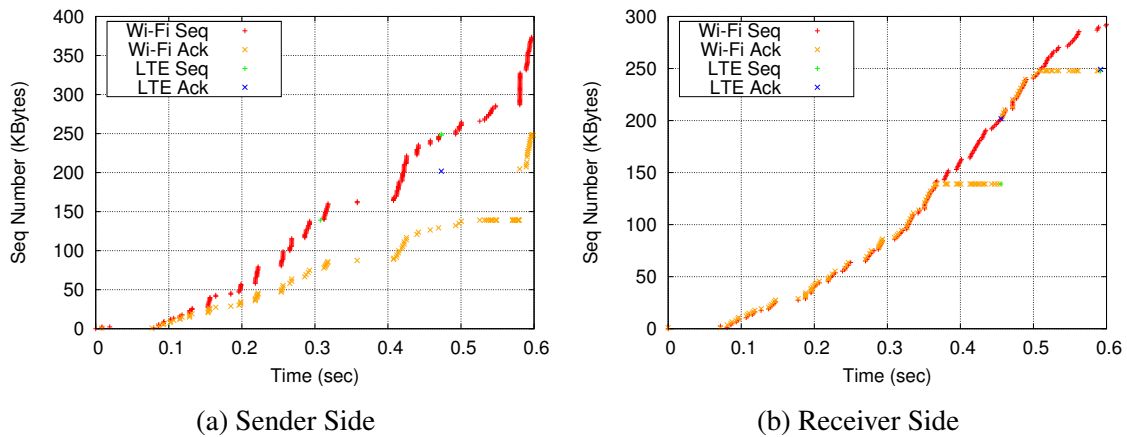 400
350
300
250
200
150
100
50
0
Seq Number (KBytes)
Wi-Fi Seq
Wi-Fi Ack
LTE Seq
LTE Ack
0 0.1 0.2 0.3 0.4 0.5 0.6
Time (sec)
(a) Sender Side
300
250
200
150
100
50
0
Seq Number (KBytes)
Wi-Fi Seq
Wi-Fi Ack
LTE Seq
LTE Ack
0 0.1 0.2 0.3 0.4 0.5 0.6
Time (sec)
(b) Receiver Side